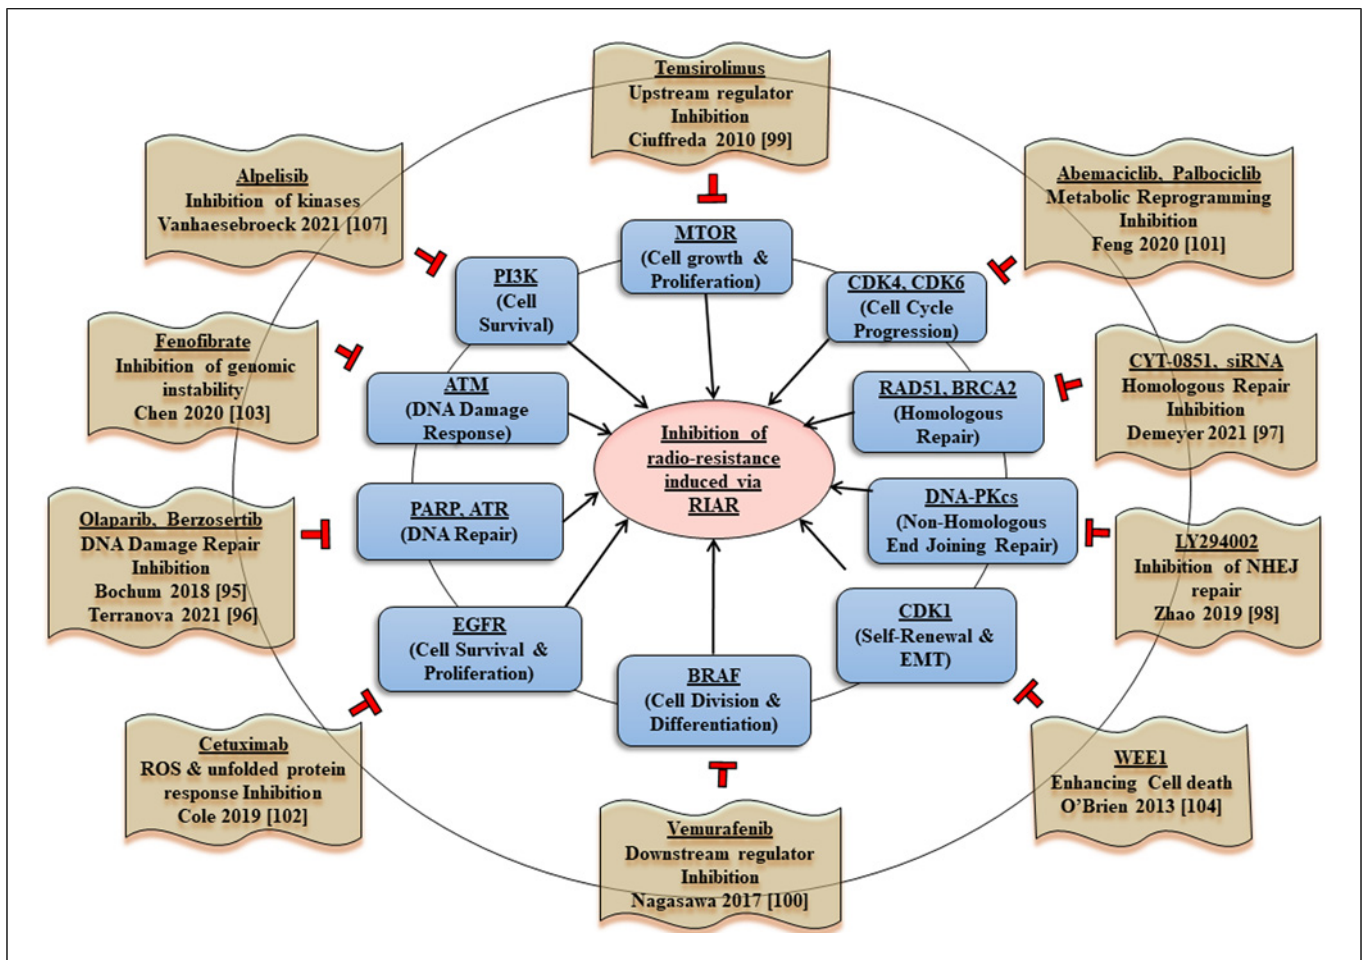 Temsirolimus
Upstream regulator
Inhibition
Ciuffreda 2010 [99]
Alpelisib
Inhibition of kinases
Vanhaesebroeck 2021 [107]
Abemaciclib, Palbociclib
Metabolic Reprogramming
Inhibition
Feng 2020 [101]
MTOR
(Cell growth &
Proliferation)
PI3K
(Cell
Survival)
CDK4, CDK6
(Cell Cycle
Progression)
Fenofibrate
Inhibition of genomic
instability
Chen 2020 [103]
ATM
(DNA Damage
Response)
RAD51, BRCA2
(Homologous
Repair)
CYT-0851, siRNA
Homologous Repair
Inhibition
Demeyer 2021 [97]
Inhibition of
radio-resistance
induced via
RIAR
Olaparib, Berzosertib
DNA Damage Repair
Inhibition
Bochum 2018 [95]
Terranova 2021 [96]
PARP, ATR
(DNA Repair)
DNA-PKcs
(Non-Homologous
End Joining Repair)
LY294002
Inhibition of NHEJ
repair
Zhao 2019 [98]
EGFR
(Cell Survival &
Proliferation)
CDK1
(Self-Renewal &
EMT)
BRAF
(Cell Division &
Differentiation)
Cetuximab
ROS & unfolded protein
response Inhibition
Cole 2019 [102]
WEE1
Enhancing Cell death
O’Brien 2013 [104]
Vemurafenib
Downstream regulator
Inhibition
Nagasawa 2017 [100]